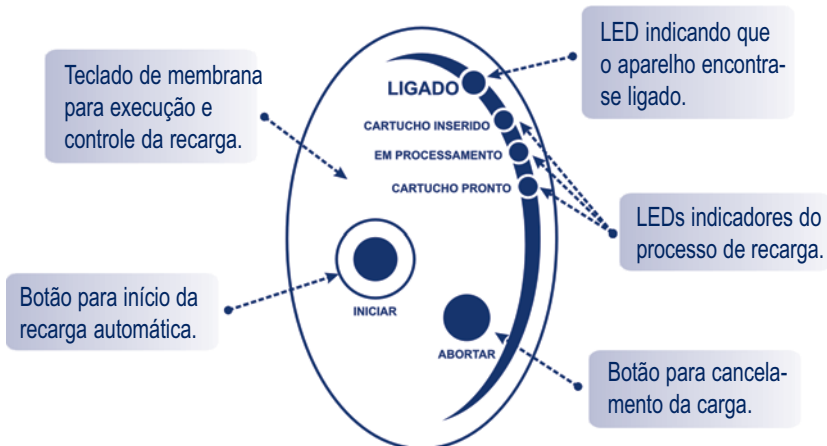 Teclado de membrana
para execução e
controle da recarga.
LED indicando que
o aparelho encontra-
se ligado.
LIGADO
CARTUCHO INSERIDO
EM PROCESSAMENTO
CARTUCHO PRONTO
LEDs indicadores do
processo de recarga.
Botão para início da
recarga automática.
INICIAR
ABORTAR
Botão para cancela-
mento da carga.